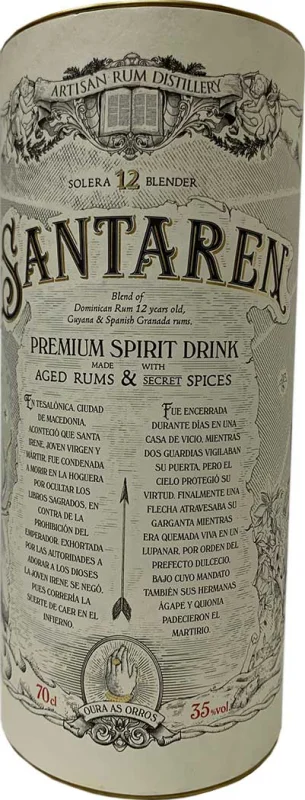 ARTISAN RUM DISTILLERY
SOLERA 12 BLENDER
SANTAREN
Blend of
Dominican Rum 12 years old,
Guyana & Spanish Granada rums.
PREMIUM SPIRIT DRINK
MADE WITH
AGED RUMS & SECRET SPICES
EN TESALÓNICA, CIUDAD
DE MACEDONIA,
ACONTECIÓ QUE SANTA
IRENE, JOVEN VIRGEN Y
MÁRTIR, FUE CONDENADA
A MORIR EN LA HOGUERA
POR OCULTAR LOS
LIBROS SAGRADOS, EN
CONTRA DE LA
PROHIBICIÓN DEL
EMPERADOR. EXHORTADA
POR LAS AUTORIDADES A
ADORAR A LOS DIOSES
LA JOVEN IRENE SE NEGÓ,
PUES CORRERÍA LA
SUERTE DE CAER EN EL
INFIERNO.
FUE ENCERRADA
DURANTE DÍAS EN UNA
CASA DE VICIO, MIENTRAS
DOS GUARDIAS VIGILABAN
SU PUERTA, PERO EL
CIELO PROTEGIÓ SU
VIRTUD. FINALMENTE UNA
FLECHA ATRAVESABA SU
GARGANTA MIENTRAS
ERA QUEMADA VIVA EN UN
LUPANAR, POR ORDEN DEL
PREFECTO DULCECIO,
BAJO CUYO MANDATO
TAMBIÉN SUS HERMANAS
ÁGAPE Y QUIONIA
PADECIERON EL
MARTIRIO.
70cl
35%vol.
OURA AS ORROS